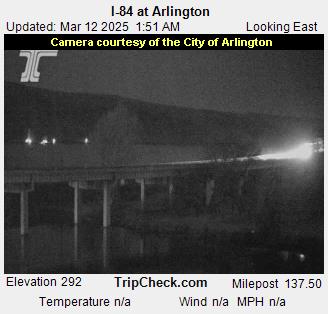 I-84 at Arlington
Updated: Mar 12 2025 1:51 AM Looking East
Camera courtesy of the City of Arlington
Elevation 292 TripCheck.com Milepost 137.50
Temperature n/a Wind n/a MPH n/a